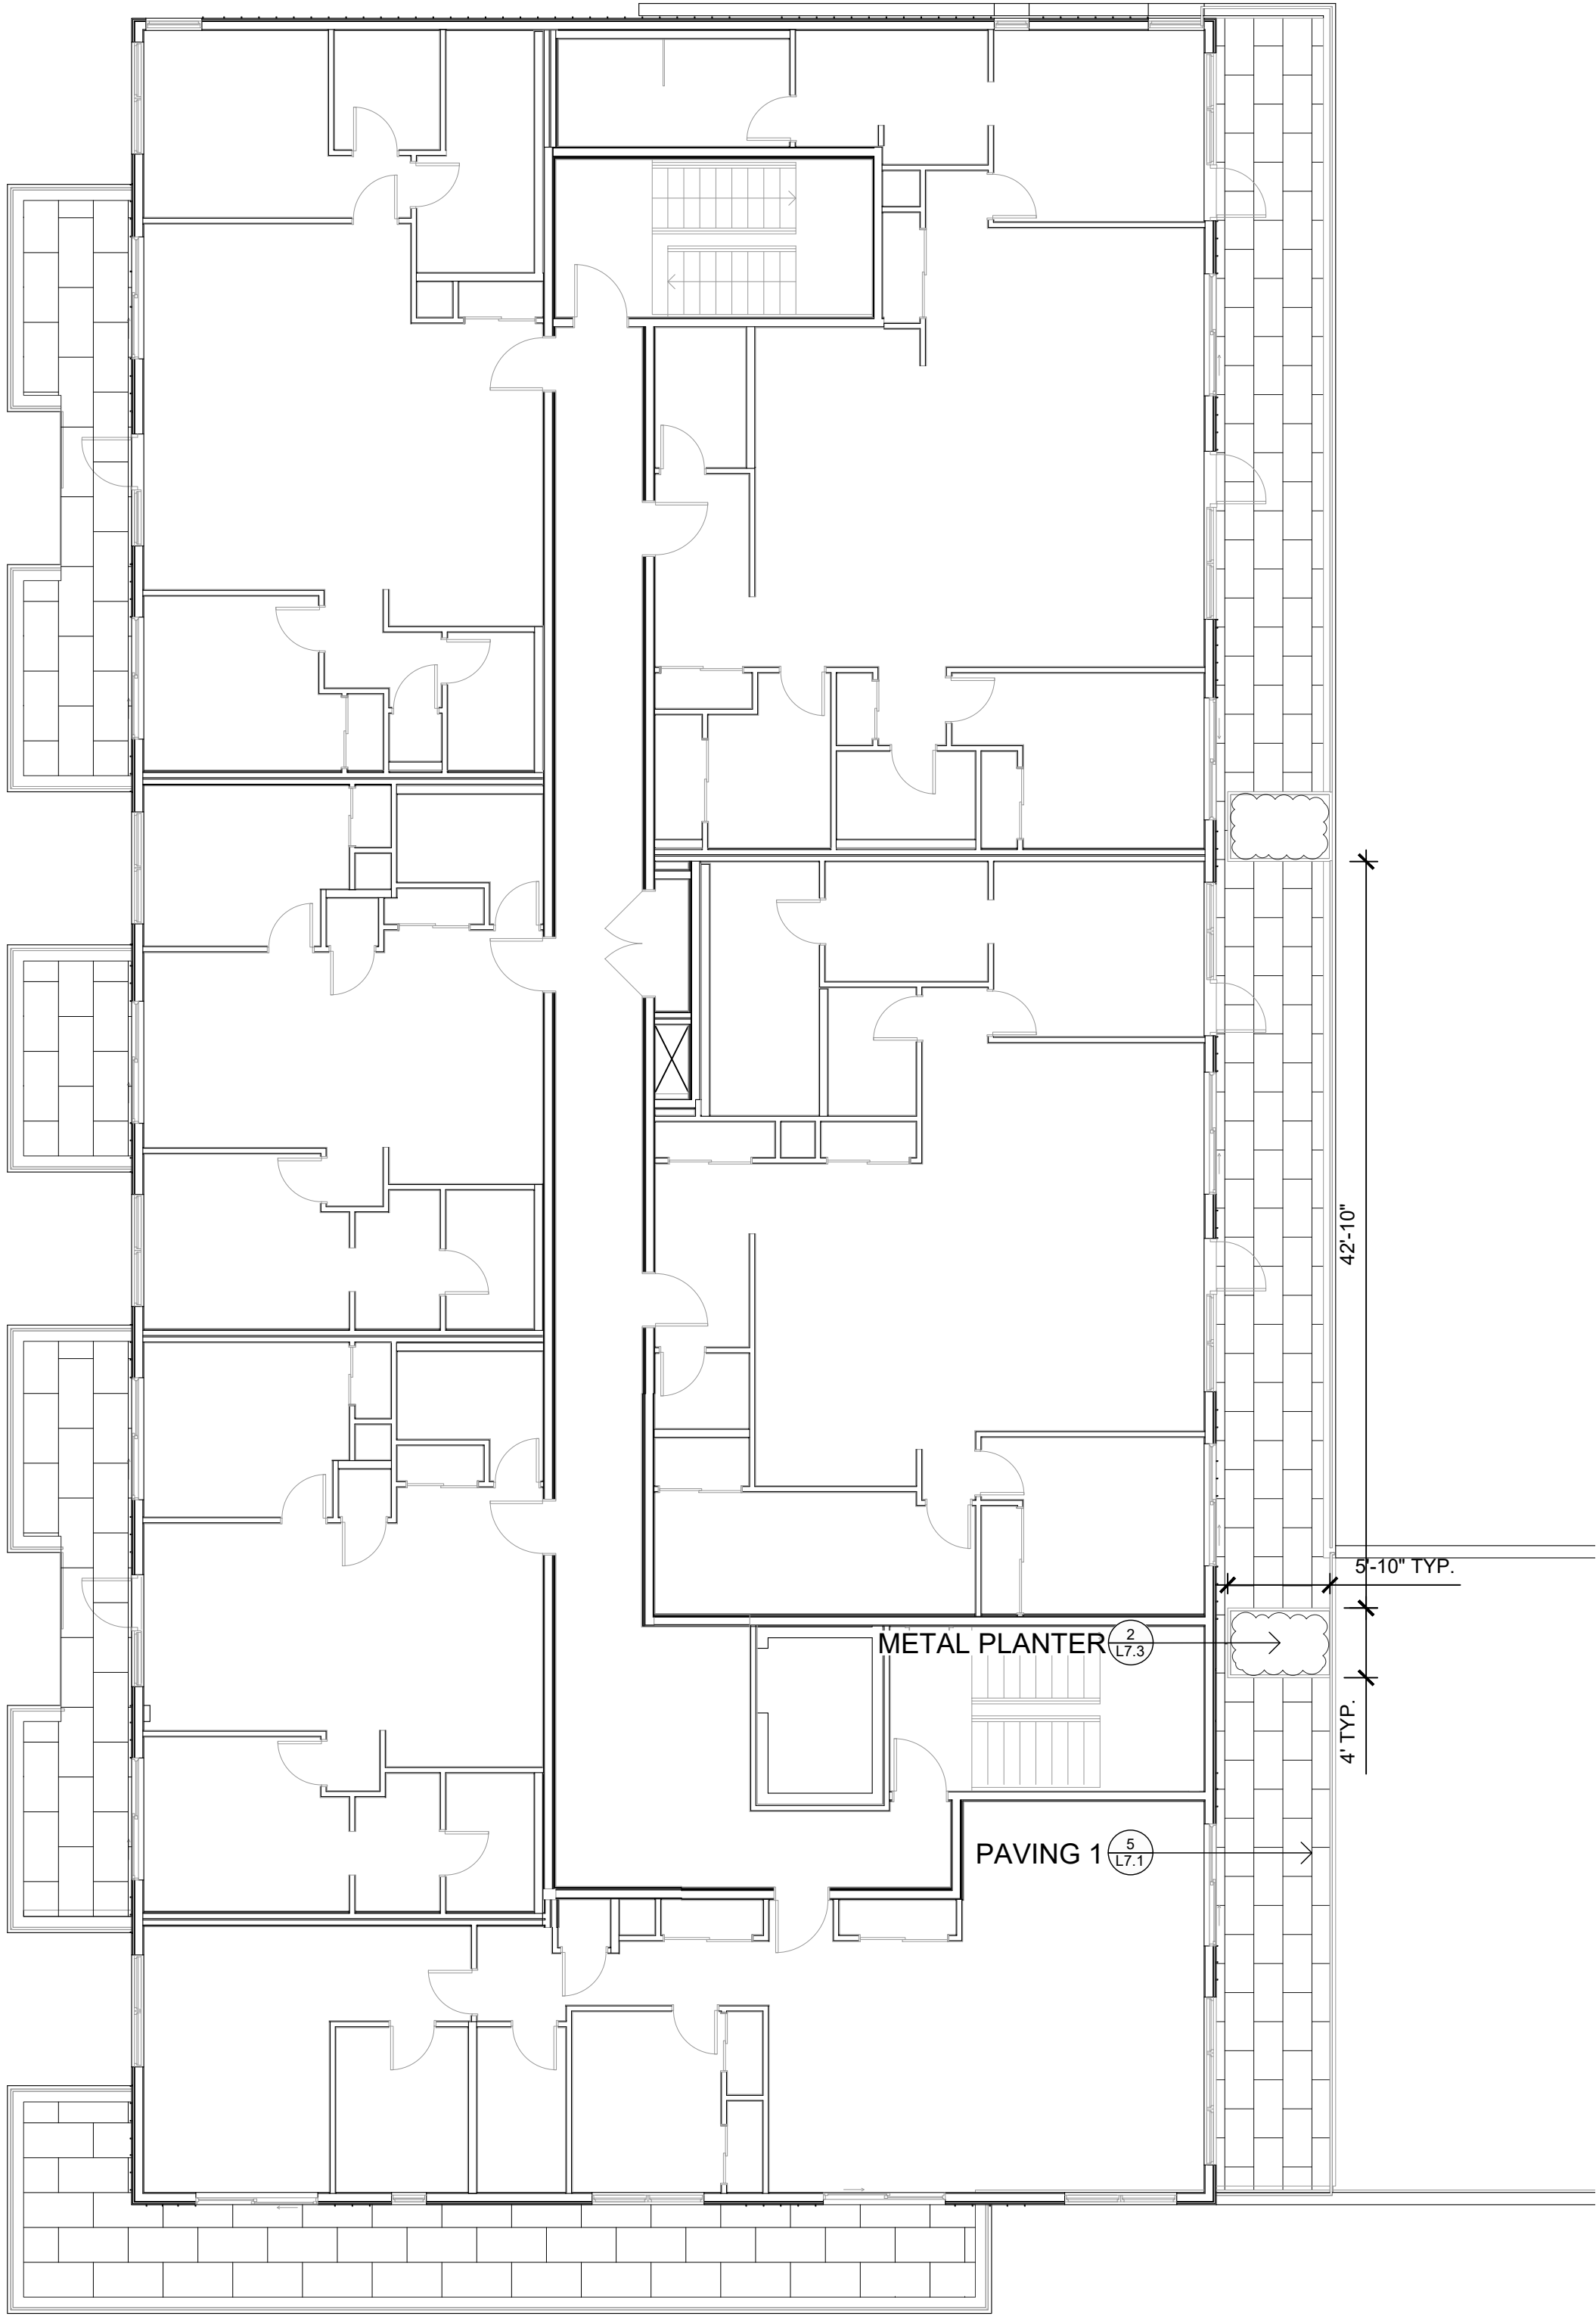 42'-10"
5'-10" TYP.
METAL PLANTER
2
L7.3
4' TYP.
PAVING 1
5
L7.1